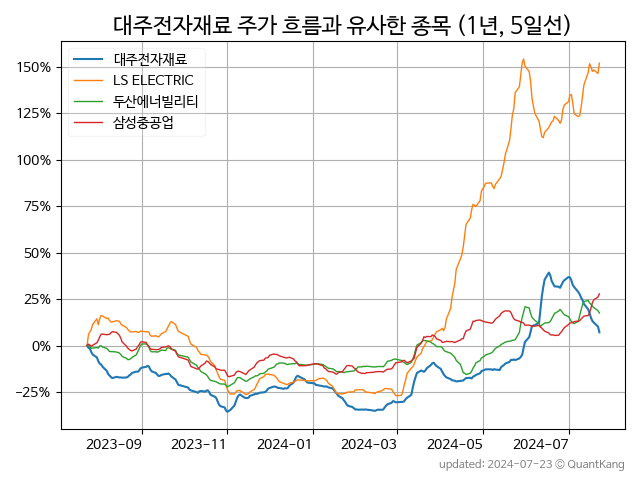 대주전자재료 주가 흐름과 유사한 종목 (1년, 5일선)
대주전자재료
LS ELECTRIC
두산에너빌리티
삼성중공업
150%
125%
100%
75%
50%
25%
0%
−25%
2023-09 2023-11 2024-01 2024-03 2024-05 2024-07
updated: 2024-07-23 © QuantKang